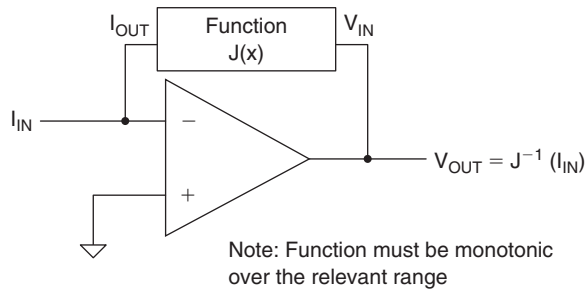 I_OUT
Function
J(x)
V_IN
I_IN
−
+
V_OUT = J⁻¹ (I_IN)
Note: Function must be monotonic
over the relevant range